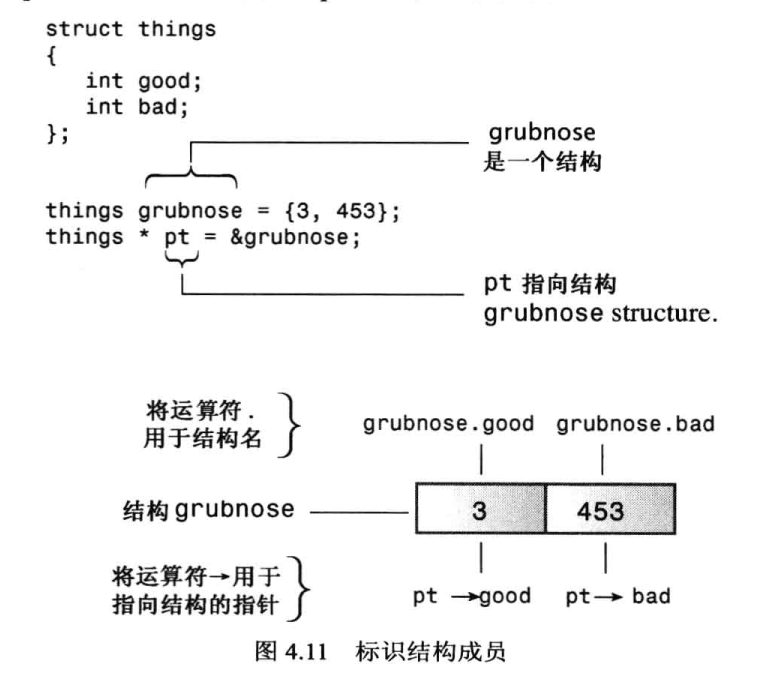 struct things
{
int good;
int bad;
};
grubnose
是一个结构
things grubnose = {3, 453};
things * pt = &grubnose;
pt 指向结构
grubnose structure.
将运算符 .
用于结构名
grubnose.good grubnose.bad
结构 grubnose
3 453
将运算符→用于
指向结构的指针
pt →good pt→ bad
图 4.11 标识结构成员